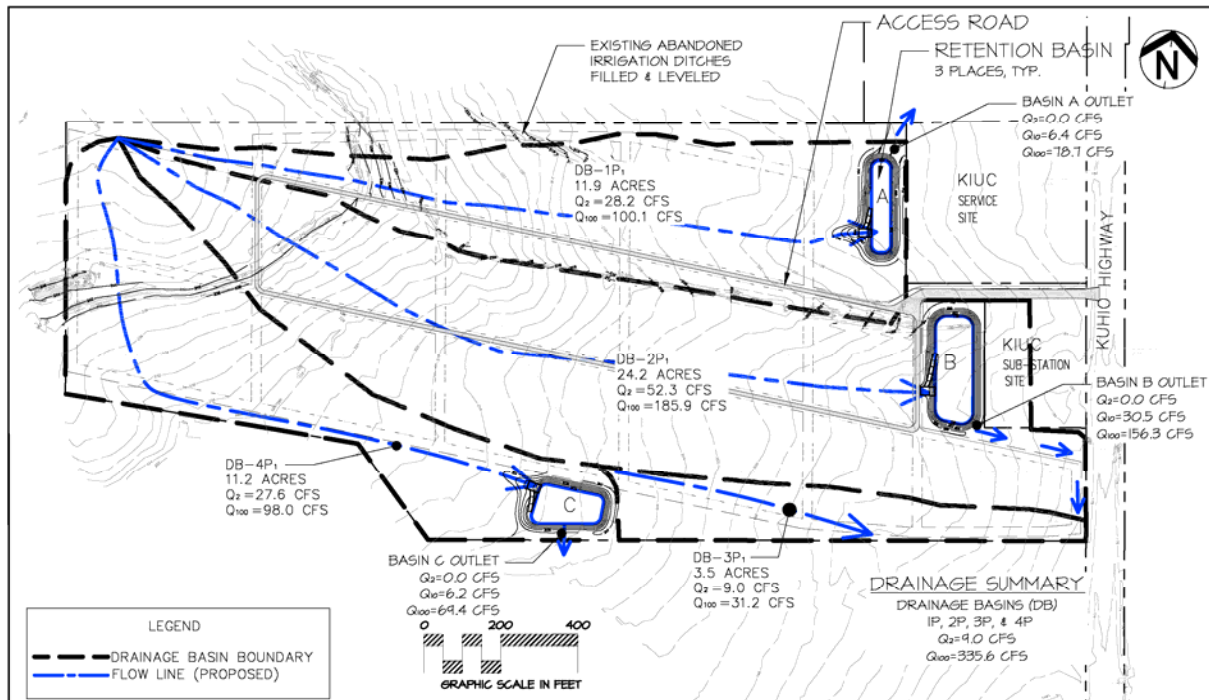 ACCESS ROAD
RETENTION BASIN
3 PLACES, TYP.
N
EXISTING ABANDONED
IRRIGATION DITCHES
FILLED & LEVELED
BASIN A OUTLET
Q₂=0.0 CFS
Q₁₀=6.4 CFS
Q₁₀₀=78.7 CFS
DB-1P₁
11.9 ACRES
Q₂=28.2 CFS
Q₁₀₀=100.1 CFS
A
KIUC
SERVICE
SITE
KUHIO HIGHWAY
DB-2P₁
24.2 ACRES
Q₂=52.3 CFS
Q₁₀₀=185.9 CFS
B
KIUC
SUB-STATION
SITE
BASIN B OUTLET
Q₂=0.0 CFS
Q₁₀=30.5 CFS
Q₁₀₀=156.3 CFS
DB-4P₁
11.2 ACRES
Q₂=27.6 CFS
Q₁₀₀=98.0 CFS
C
BASIN C OUTLET
Q₂=0.0 CFS
Q₁₀=6.2 CFS
Q₁₀₀=69.4 CFS
DB-3P₁
3.5 ACRES
Q₂=9.0 CFS
Q₁₀₀=31.2 CFS
DRAINAGE SUMMARY
DRAINAGE BASINS (DB)
1P, 2P, 3P, & 4P
Q₂=9.0 CFS
Q₁₀₀=335.6 CFS
LEGEND
DRAINAGE BASIN BOUNDARY
FLOW LINE (PROPOSED)
0 200 400
GRAPHIC SCALE IN FEET